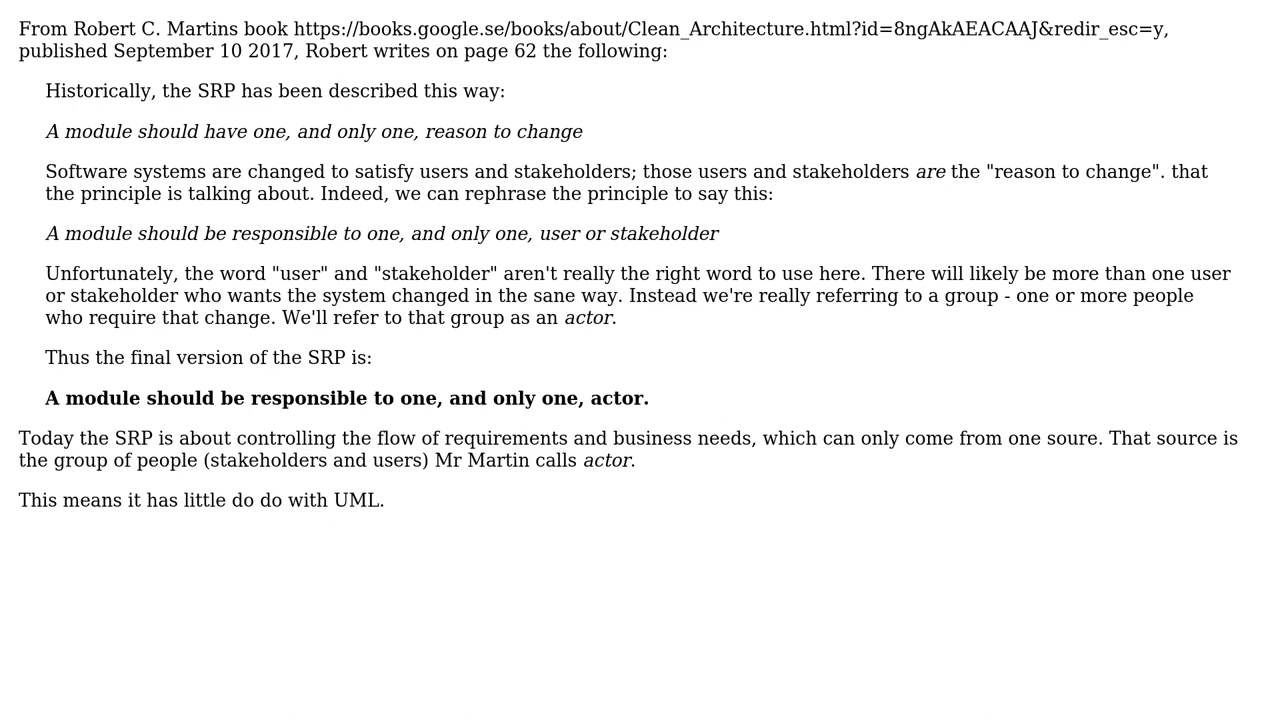 From Robert C. Martins book https://books.google.se/books/about/Clean_Architecture.html?id=8ngAkAEACAAJ&redir_esc=y,
published September 10 2017, Robert writes on page 62 the following:
Historically, the SRP has been described this way:
A module should have one, and only one, reason to change
Software systems are changed to satisfy users and stakeholders; those users and stakeholders are the "reason to change". that
the principle is talking about. Indeed, we can rephrase the principle to say this:
A module should be responsible to one, and only one, user or stakeholder
Unfortunately, the word "user" and "stakeholder" aren't really the right word to use here. There will likely be more than one user
or stakeholder who wants the system changed in the sane way. Instead we're really referring to a group - one or more people
who require that change. We'll refer to that group as an actor.
Thus the final version of the SRP is:
A module should be responsible to one, and only one, actor.
Today the SRP is about controlling the flow of requirements and business needs, which can only come from one soure. That source is
the group of people (stakeholders and users) Mr Martin calls actor.
This means it has little do do with UML.